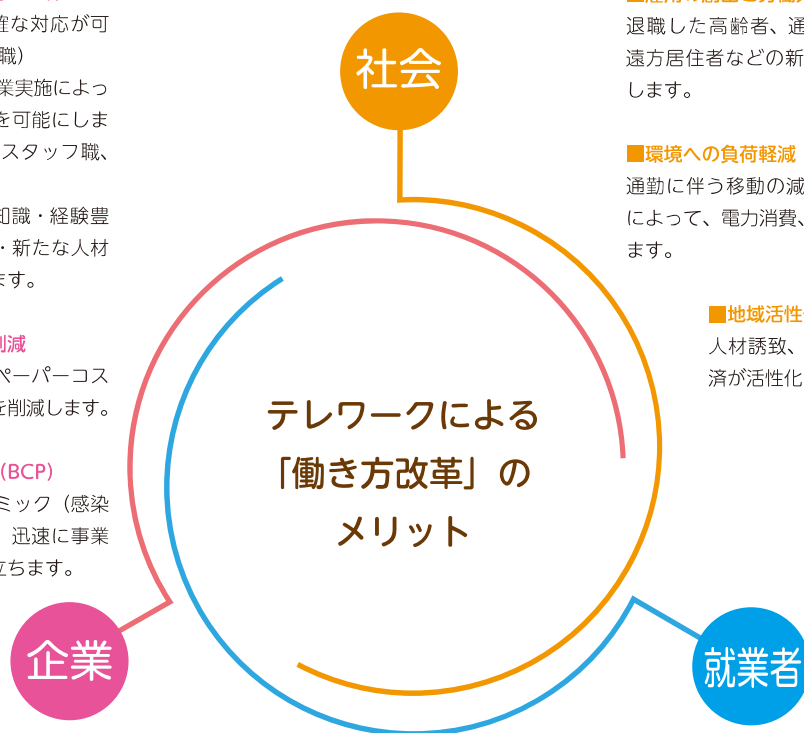 確な対応が可
職）
業実施によっ
を可能にしま
スタッフ職、
知識・経験豊
・新たな人材
ます。
削減
ペーパーコス
を削減します。
(BCP)
ミック（感染
迅速に事業
立ちます。
企業
社会
テレワークによる
「働き方改革」の
メリット
退職した高齢者、通
遠方居住者などの新
します。
■環境への負荷軽減
通勤に伴う移動の減
によって、電力消費、
ます。
■地域活性
人材誘致、
済が活性化
就業者